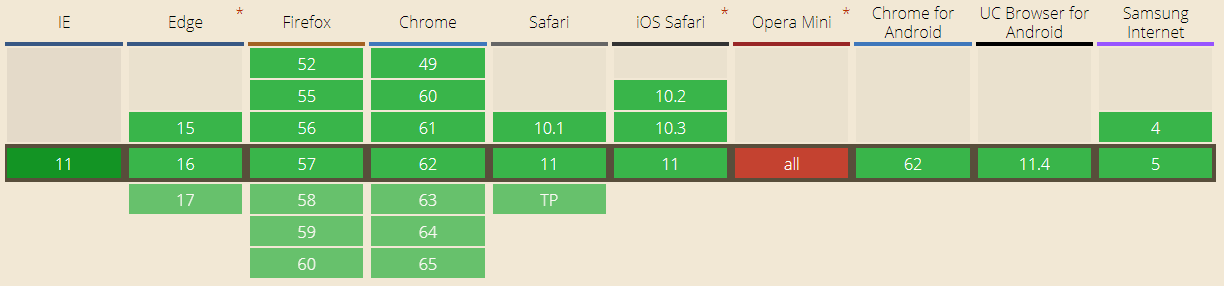 IE Edge * Firefox Chrome Safari iOS Safari * Opera Mini * Chrome for Android UC Browser for Android Samsung Internet
52 49
55 60 10.2
15 56 61 10.1 10.3 4
11 16 57 62 11 11 all 62 11.4 5
17 58 63 TP
59 64
60 65